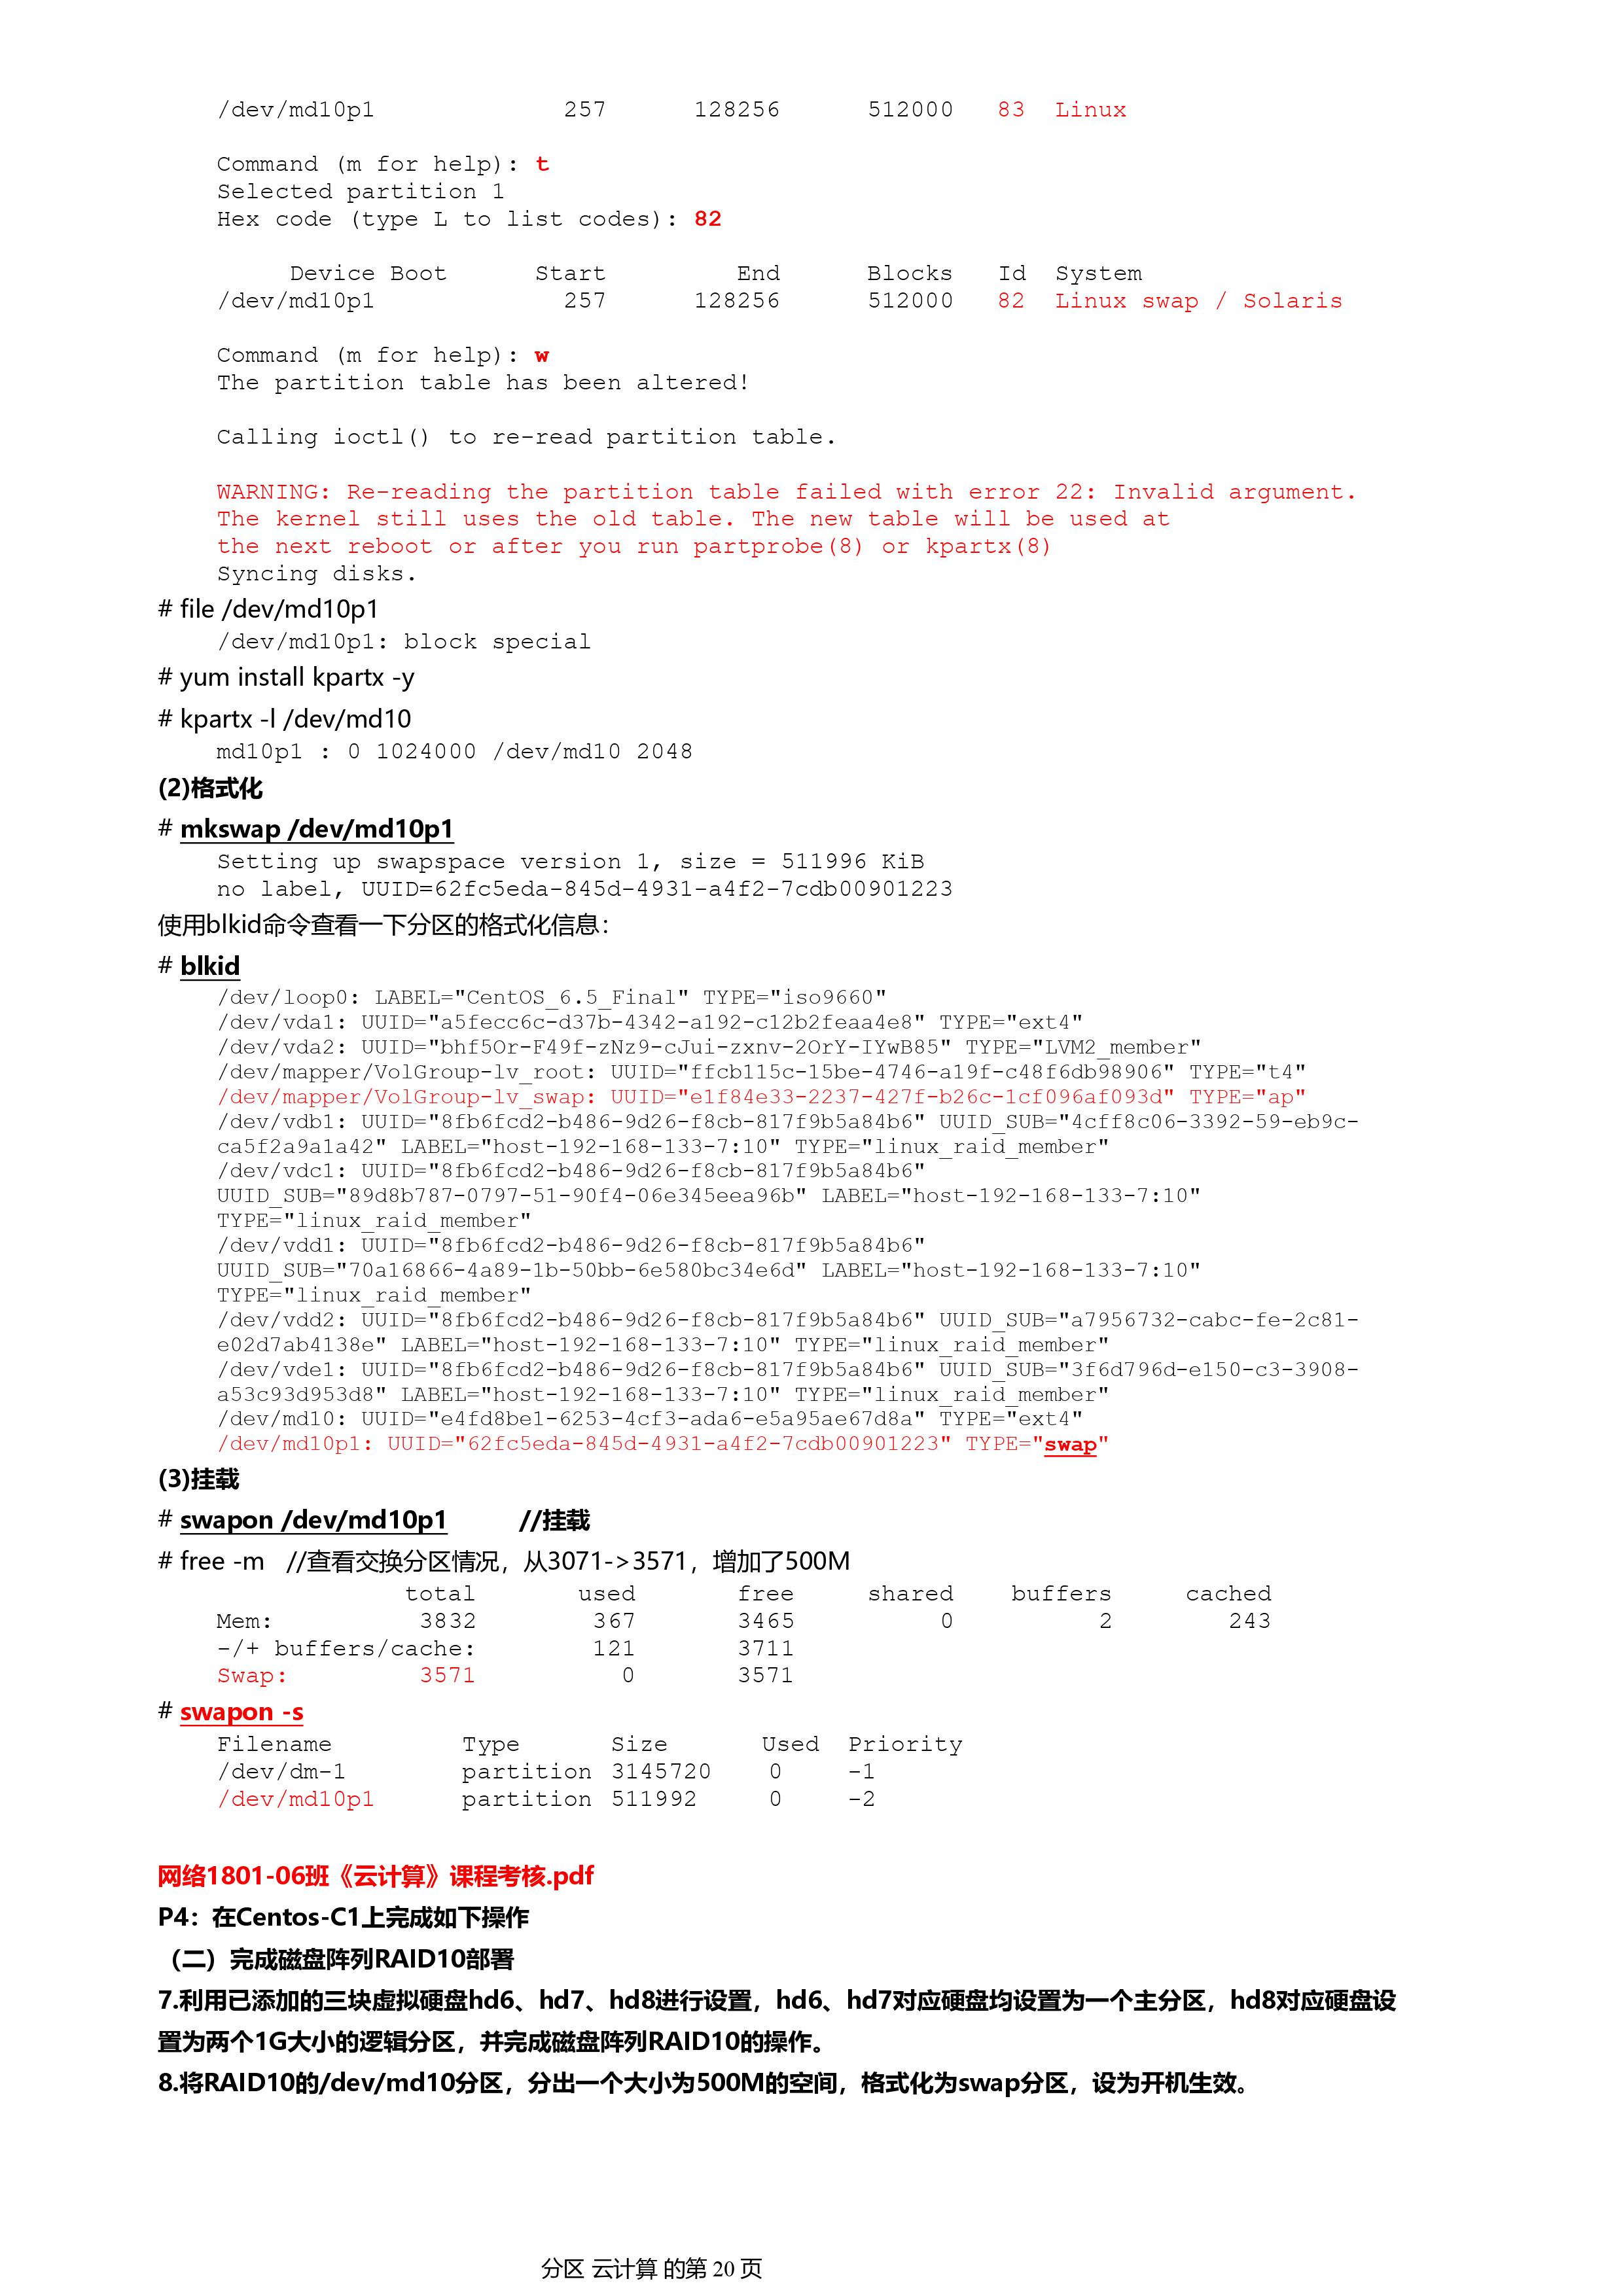 /dev/md10p1 257 128256 512000 83 Linux
Command (m for help): t
Selected partition 1
Hex code (type L to list codes): 82
Device Boot Start End Blocks Id System
/dev/md10p1 257 128256 512000 82 Linux swap / Solaris
Command (m for help): w
The partition table has been altered!
Calling ioctl() to re-read partition table.
WARNING: Re-reading the partition table failed with error 22: Invalid argument.
The kernel still uses the old table. The new table will be used at
the next reboot or after you run partprobe(8) or kpartx(8)
Syncing disks.
# file /dev/md10p1
/dev/md10p1: block special
# yum install kpartx -y
# kpartx -l /dev/md10
md10p1 : 0 1024000 /dev/md10 2048
(2)格式化
# mkswap /dev/md10p1
Setting up swapspace version 1, size = 511996 KiB
no label, UUID=62fc5eda-845d-4931-a4f2-7cdb00901223
使用blkid命令查看一下分区的格式化信息：
# blkid
/dev/loop0: LABEL="CentOS_6.5_Final" TYPE="iso9660"
/dev/vda1: UUID="a5fecc6c-d37b-4342-a192-c12b2feaa4e8" TYPE="ext4"
/dev/vda2: UUID="bhf5Or-F49f-zNz9-cJui-zxnv-2OrY-IYwB85" TYPE="LVM2_member"
/dev/mapper/VolGroup-lv_root: UUID="ffcb115c-15be-4746-a19f-c48f6db98906" TYPE="t4"
/dev/mapper/VolGroup-lv_swap: UUID="e1f84e33-2237-427f-b26c-1cf096af093d" TYPE="ap"
/dev/vdb1: UUID="8fb6fcd2-b486-9d26-f8cb-817f9b5a84b6" UUID_SUB="4cff8c06-3392-59-eb9c-
ca5f2a9a1a42" LABEL="host-192-168-133-7:10" TYPE="linux_raid_member"
/dev/vdc1: UUID="8fb6fcd2-b486-9d26-f8cb-817f9b5a84b6"
UUID_SUB="89d8b787-0797-51-90f4-06e345eea96b" LABEL="host-192-168-133-7:10"
TYPE="linux_raid_member"
/dev/vdd1: UUID="8fb6fcd2-b486-9d26-f8cb-817f9b5a84b6"
UUID_SUB="70a16866-4a89-1b-50bb-6e580bc34e6d" LABEL="host-192-168-133-7:10"
TYPE="linux_raid_member"
/dev/vdd2: UUID="8fb6fcd2-b486-9d26-f8cb-817f9b5a84b6" UUID_SUB="a7956732-cabc-fe-2c81-
e02d7ab4138e" LABEL="host-192-168-133-7:10" TYPE="linux_raid_member"
/dev/vde1: UUID="8fb6fcd2-b486-9d26-f8cb-817f9b5a84b6" UUID_SUB="3f6d796d-e150-c3-3908-
a53c93d953d8" LABEL="host-192-168-133-7:10" TYPE="linux_raid_member"
/dev/md10: UUID="e4fd8be1-6253-4cf3-ada6-e5a95ae67d8a" TYPE="ext4"
/dev/md10p1: UUID="62fc5eda-845d-4931-a4f2-7cdb00901223" TYPE="swap"
(3)挂载
# swapon /dev/md10p1 //挂载
# free -m //查看交换分区情况，从3071->3571，增加了500M
total used free shared buffers cached
Mem: 3832 367 3465 0 2 243
-/+ buffers/cache: 121 3711
Swap: 3571 0 3571
# swapon -s
Filename Type Size Used Priority
/dev/dm-1 partition 3145720 0 -1
/dev/md10p1 partition 511992 0 -2
网络1801-06班《云计算》课程考核.pdf
P4：在Centos-C1上完成如下操作
（二）完成磁盘阵列RAID10部署
7.利用已添加的三块虚拟硬盘hd6、hd7、hd8进行设置，hd6、hd7对应硬盘均设置为一个主分区，hd8对应硬盘设
置为两个1G大小的逻辑分区，并完成磁盘阵列RAID10的操作。
8.将RAID10的/dev/md10分区，分出一个大小为500M的空间，格式化为swap分区，设为开机生效。
分区 云计算 的第 20 页